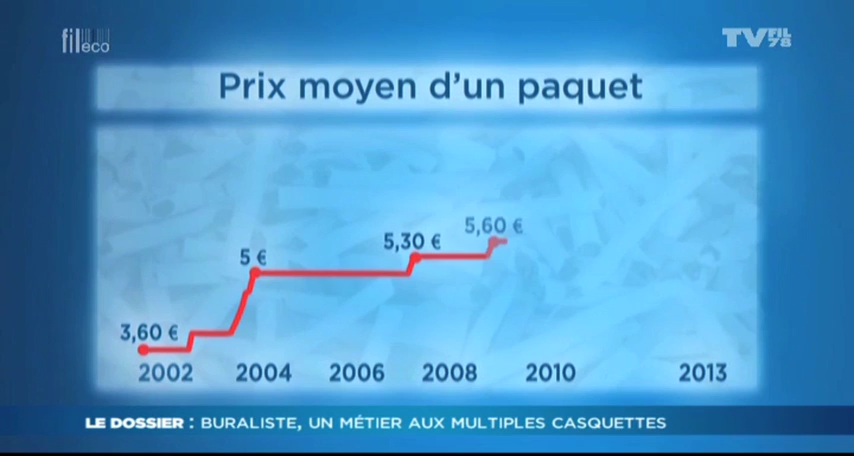 fil eco
TV FIL 78
Prix moyen d'un paquet
5,60 €
5,30 €
5 €
3,60 €
2002 2004 2006 2008 2010 2013
LE DOSSIER : BURALISTE, UN MÉTIER AUX MULTIPLES CASQUETTES